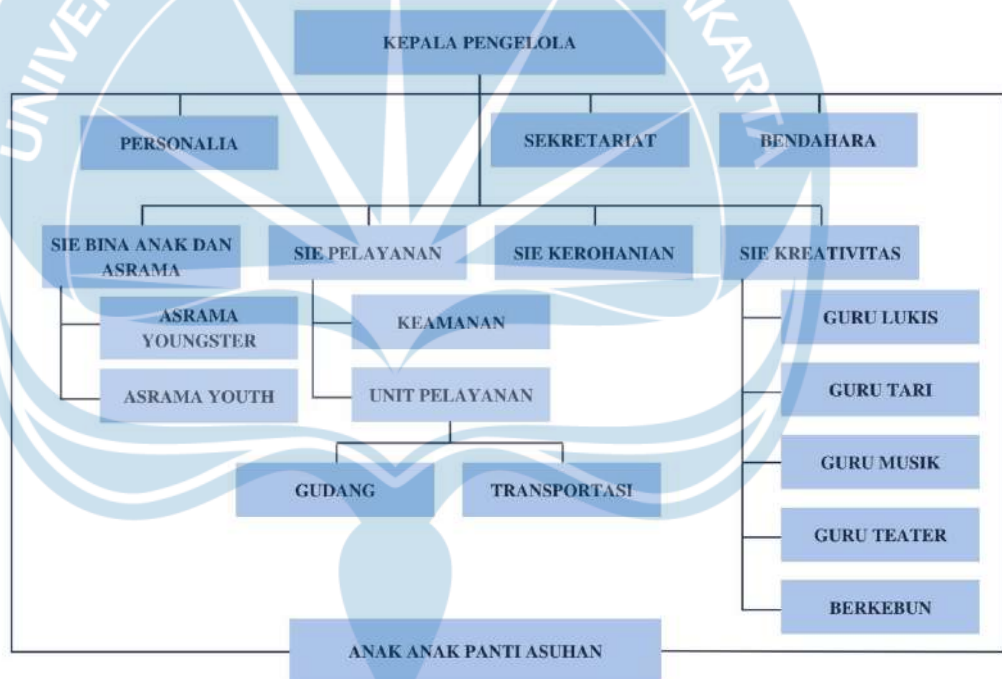 UNIVER
AKARTA
KEPALA PENGELOLA
PERSONALIA
SEKRETARIAT
BENDAHARA
SIE BINA ANAK DAN
ASRAMA
SIE PELAYANAN
SIE KEROHANIAN
SIE KREATIVITAS
ASRAMA
YOUNGSTER
ASRAMA YOUTH
KEAMANAN
UNIT PELAYANAN
GUDANG
TRANSPORTASI
GURU LUKIS
GURU TARI
GURU MUSIK
GURU TEATER
BERKEBUN
ANAK ANAK PANTI ASUHAN